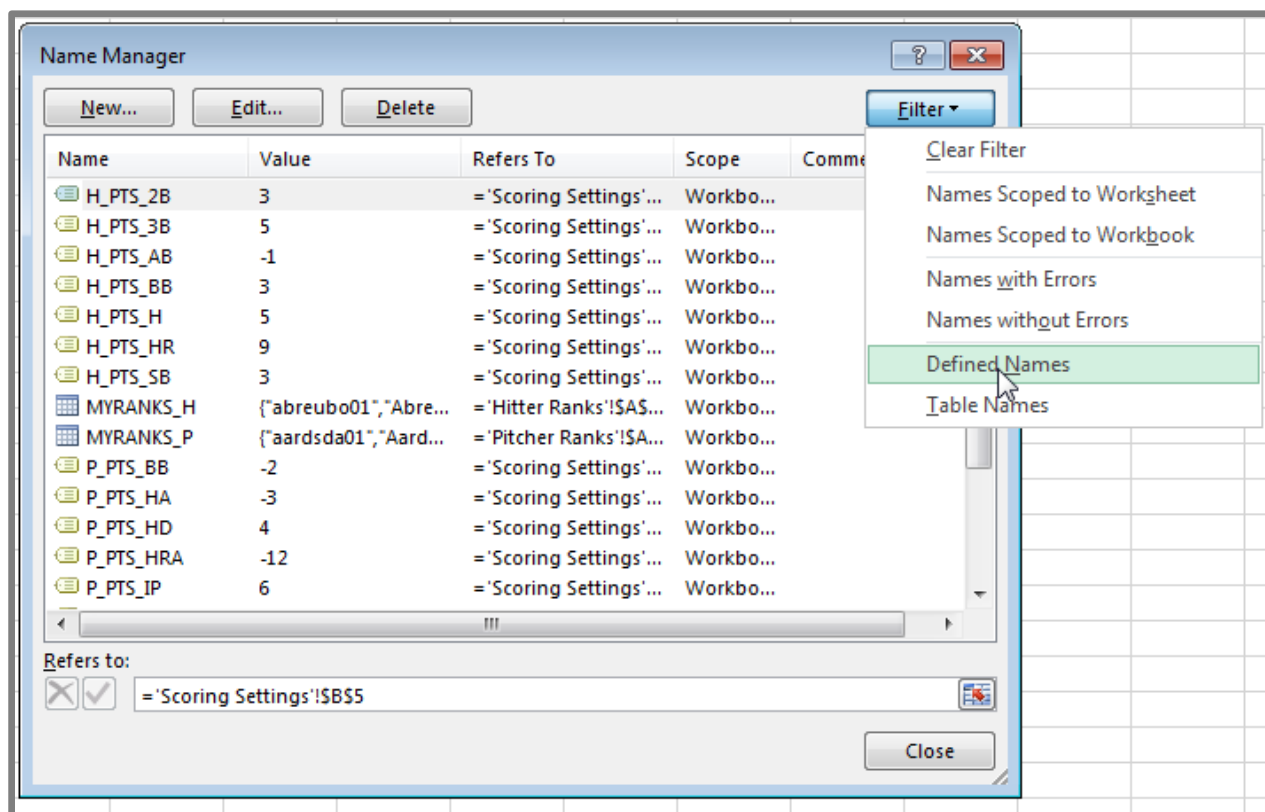 Name Manager
?
New... Edit... Delete Filter
Name Value Refers To Scope Comme
H_PTS_2B 3 ='Scoring Settings'... Workbo...
H_PTS_3B 5 ='Scoring Settings'... Workbo...
H_PTS_AB -1 ='Scoring Settings'... Workbo...
H_PTS_BB 3 ='Scoring Settings'... Workbo...
H_PTS_H 5 ='Scoring Settings'... Workbo...
H_PTS_HR 9 ='Scoring Settings'... Workbo...
H_PTS_SB 3 ='Scoring Settings'... Workbo...
MYRANKS_H {"abreubo01","Abre... ='Hitter Ranks'!$A$... Workbo...
MYRANKS_P {"aardsda01","Aard... ='Pitcher Ranks'!$A... Workbo...
P_PTS_BB -2 ='Scoring Settings'... Workbo...
P_PTS_HA -3 ='Scoring Settings'... Workbo...
P_PTS_HD 4 ='Scoring Settings'... Workbo...
P_PTS_HRA -12 ='Scoring Settings'... Workbo...
P_PTS_IP 6 ='Scoring Settings'... Workbo...
Clear Filter
Names Scoped to Worksheet
Names Scoped to Workbook
Names with Errors
Names without Errors
Defined Names
Table Names
Refers to:
='Scoring Settings'!$B$5
Close